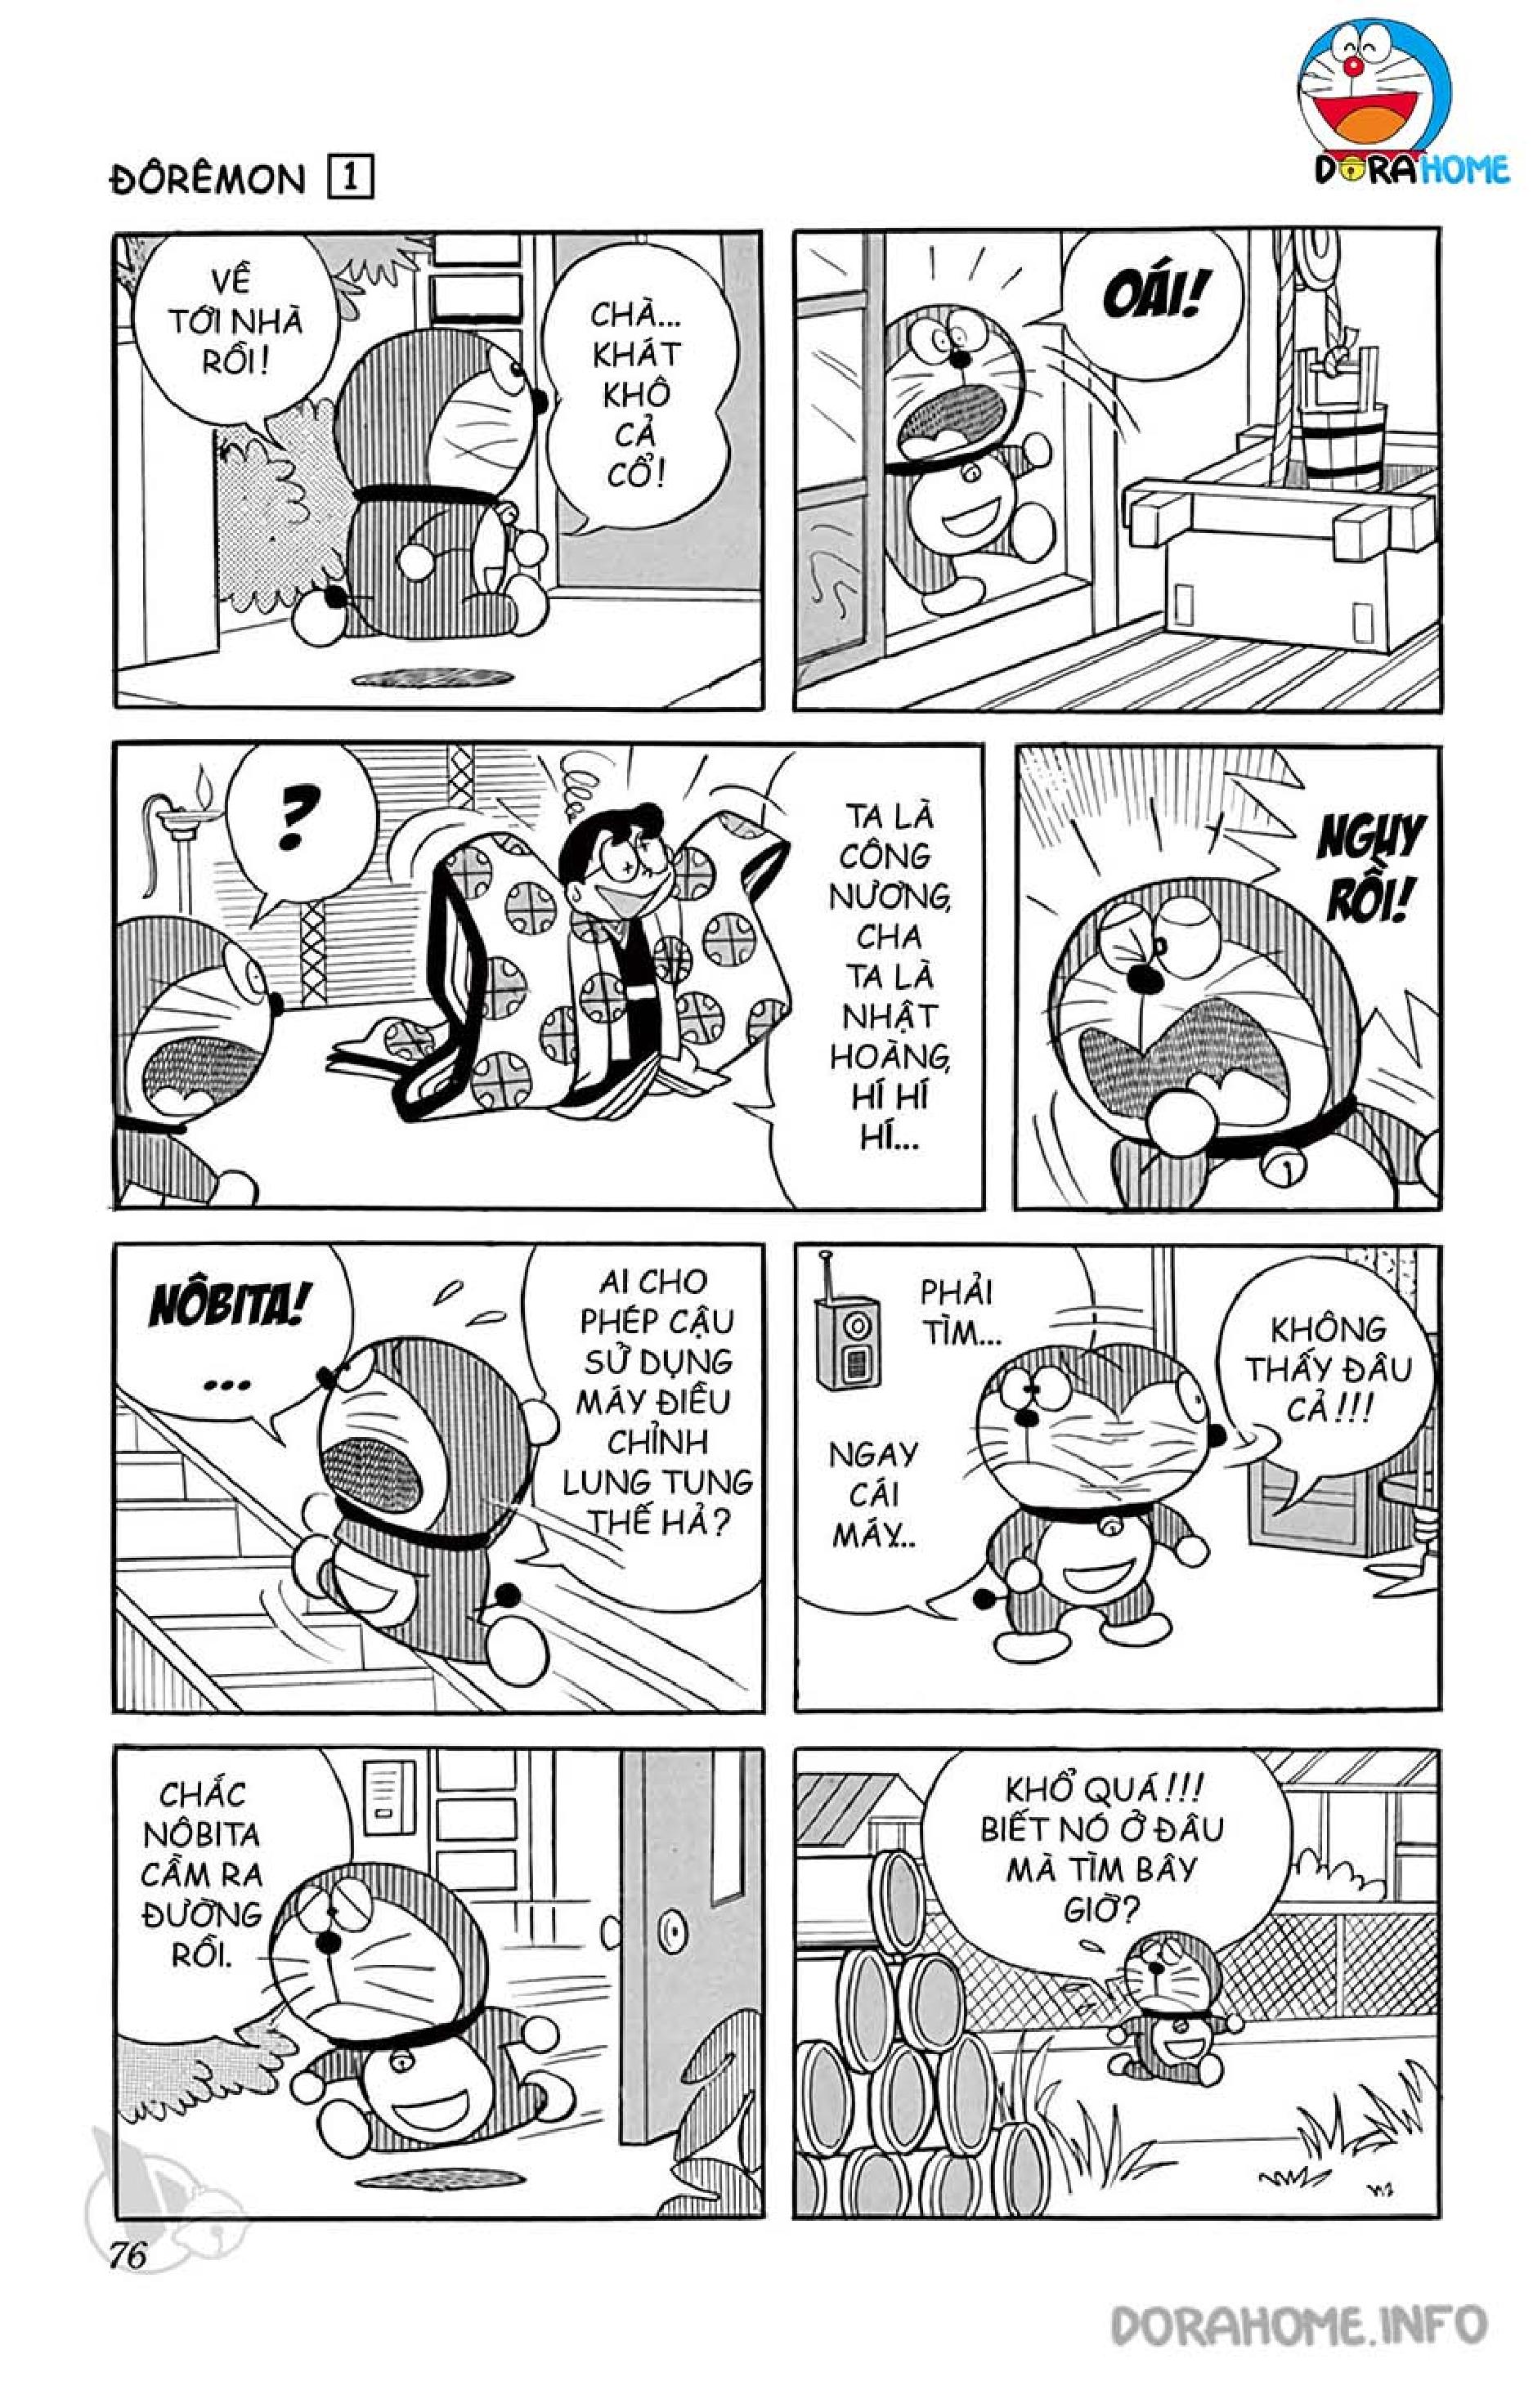 DORAHOME
ĐÔRÊMON 1
VỀ
TỚI NHÀ
RỒI!
CHÀ...
KHÁT
KHÔ
CẢ
CỔ!
OÁI!
?
TA LÀ
CÔNG
NƯƠNG,
CHA
TA LÀ
NHẬT
HOÀNG,
HÍ HÍ
HÍ...
NGUY
RỒI!
NÔBITA!
...
AI CHO
PHÉP CẬU
SỬ DỤNG
MÁY ĐIỀU
CHỈNH
LUNG TUNG
THẾ HẢ?
PHẢI
TÌM...
NGAY
CÁI
MÁY...
KHÔNG
THẤY ĐÂU
CẢ!!!
CHẮC
NÔBITA
CẦM RA
ĐƯỜNG
RỒI.
KHỔ QUÁ!!!
BIẾT NÓ Ở ĐÂU
MÀ TÌM BÂY
GIỜ?
76
DORAHOME.INFO